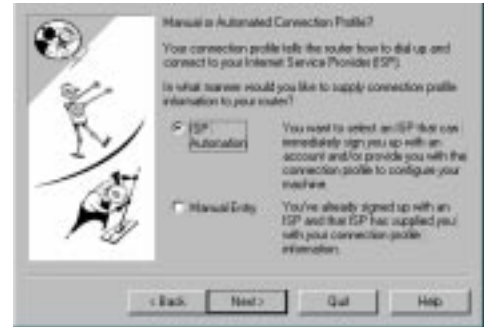 Manual or Automated Connection Profile?
Your connection profile tells the router how to dial up and
connect to your Internet Service Provider (ISP).
In what manner would you like to supply connection profile
information to your router?
ISP
Automation
You want to select an ISP that can
immediately sign you up with an
account and/or provide you with the
connection profile to configure your
machine.
Manual Entry
You've already signed up with an
ISP and that ISP has supplied you
with your connection profile
information.
< Back
Next >
Quit
Help